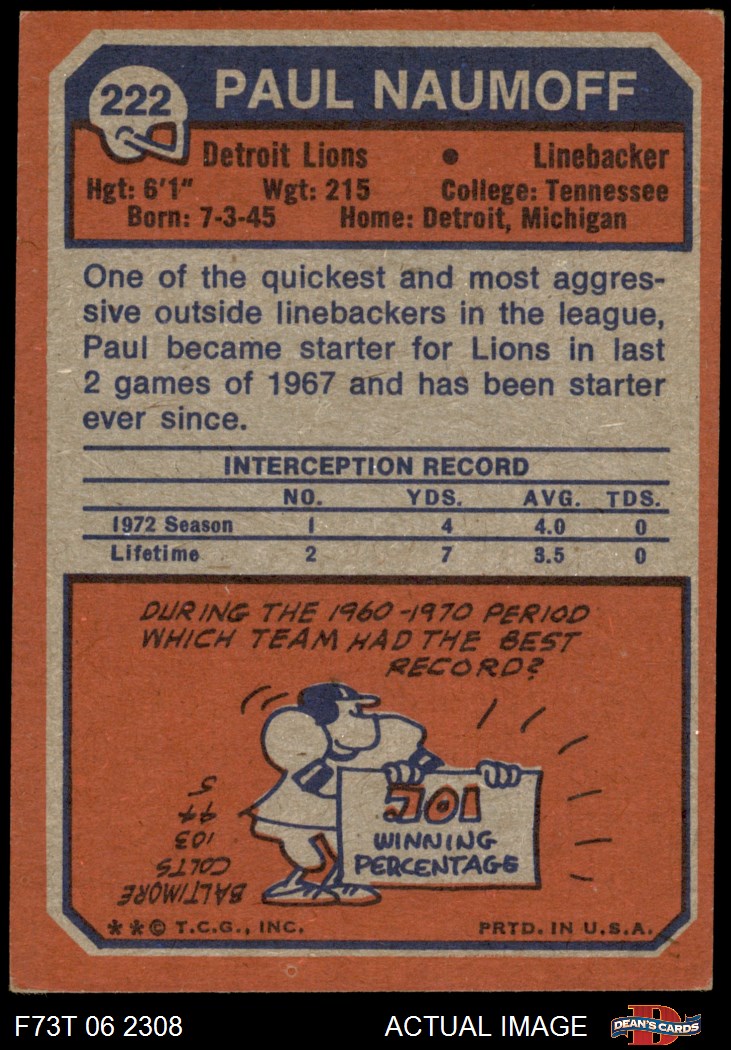 222
PAUL NAUMOFF
Detroit Lions • Linebacker
Hgt: 6'1" Wgt: 215 College: Tennessee
Born: 7-3-45 Home: Detroit, Michigan
One of the quickest and most aggres-
sive outside linebackers in the league,
Paul became starter for Lions in last
2 games of 1967 and has been starter
ever since.
INTERCEPTION RECORD
NO. YDS. AVG. TDS.
1972 Season 1 4 4.0 0
Lifetime 2 7 3.5 0
DURING THE 1960-1970 PERIOD
WHICH TEAM HAD THE BEST
RECORD?
.701
WINNING
PERCENTAGE
BALTIMORE
COLTS
103
44
5
**© T.C.G., INC. PRTD. IN U.S.A.
F73T 06 2308 ACTUAL IMAGE
D
DEAN'S CARDS